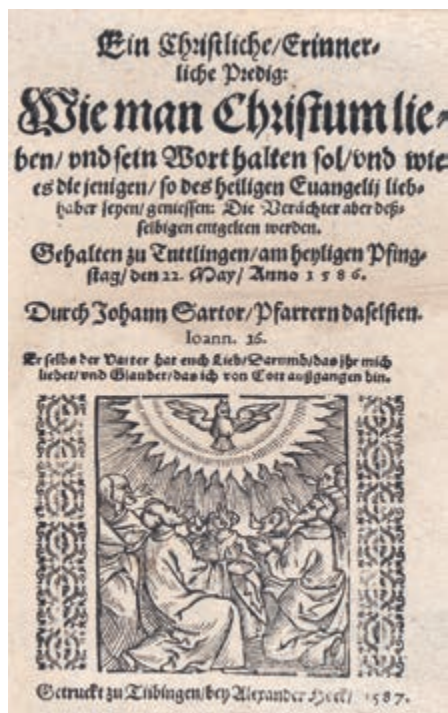 Ein Christliche/Erinner-
liche Predig:
Wie man Christum lie-
ben/ vnd sein Wort halten sol/vnd wie
es die jenigen/ so des heiligen Euangelij lieb-
haber seyen/ geniessen: Die Verächter aber deß-
selbigen entgelten werden.
Gehalten zu Tuttlingen/am heyligen Pfing-
stag/den 22. May/ Anno 1586.
Durch Johann Sartor/Pfarrern daselsten.
Ioann. 16.
Er selbs der Vatter hat euch Lieb/Darumb/das jhr mich
liebet/vnd Glaubet/das ich von Gott außgangen bin.
Getruckt zu Tübingen/bey Alexander Hock/ 1587.